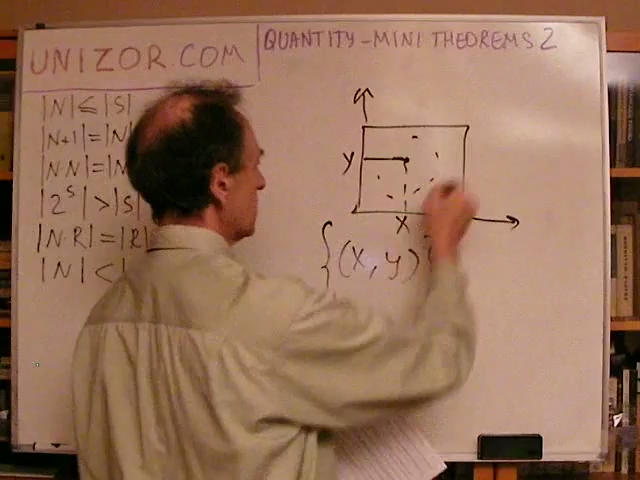 UNIZOR.COM
QUANTITY-MINI THEOREMS 2
|N| ≤ |S|
|N+1|=|N|
|N·N|=|N
|2^S| > |S|
|N·R|=|R|
|N| <|
Y
X
{(X, y)